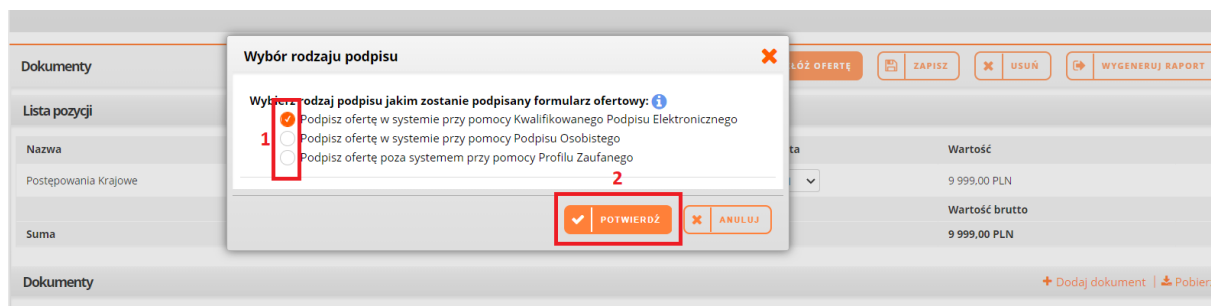 Wybór rodzaju podpisu
Dokumenty
ŁÓŻ OFERTĘ
ZAPISZ
USUŃ
WYGENERUJ RAPORT
Wybierz rodzaj podpisu jakim zostanie podpisany formularz ofertowy:
Lista pozycji
Podpisz ofertę w systemie przy pomocy Kwalifikowanego Podpisu Elektronicznego
1
Podpisz ofertę w systemie przy pomocy Podpisu Osobistego
Podpisz ofertę poza systemem przy pomocy Profilu Zaufanego
Nazwa
ta
Wartość
2
Postępowania Krajowe
9 999,00 PLN
POTWIERDŹ
ANULUJ
Wartość brutto
Suma
9 999,00 PLN
Dokumenty
+ Dodaj dokument | Pobierz